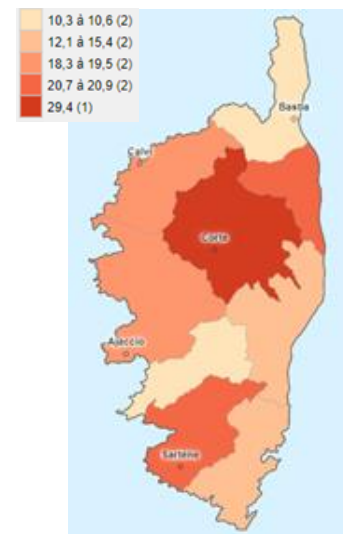 10,3 à 10,6 (2)
12,1 à 15,4 (2)
18,3 à 19,5 (2)
20,7 à 20,9 (2)
29,4 (1)
Bastia
Calvi
Corte
Ajaccio
Sartène